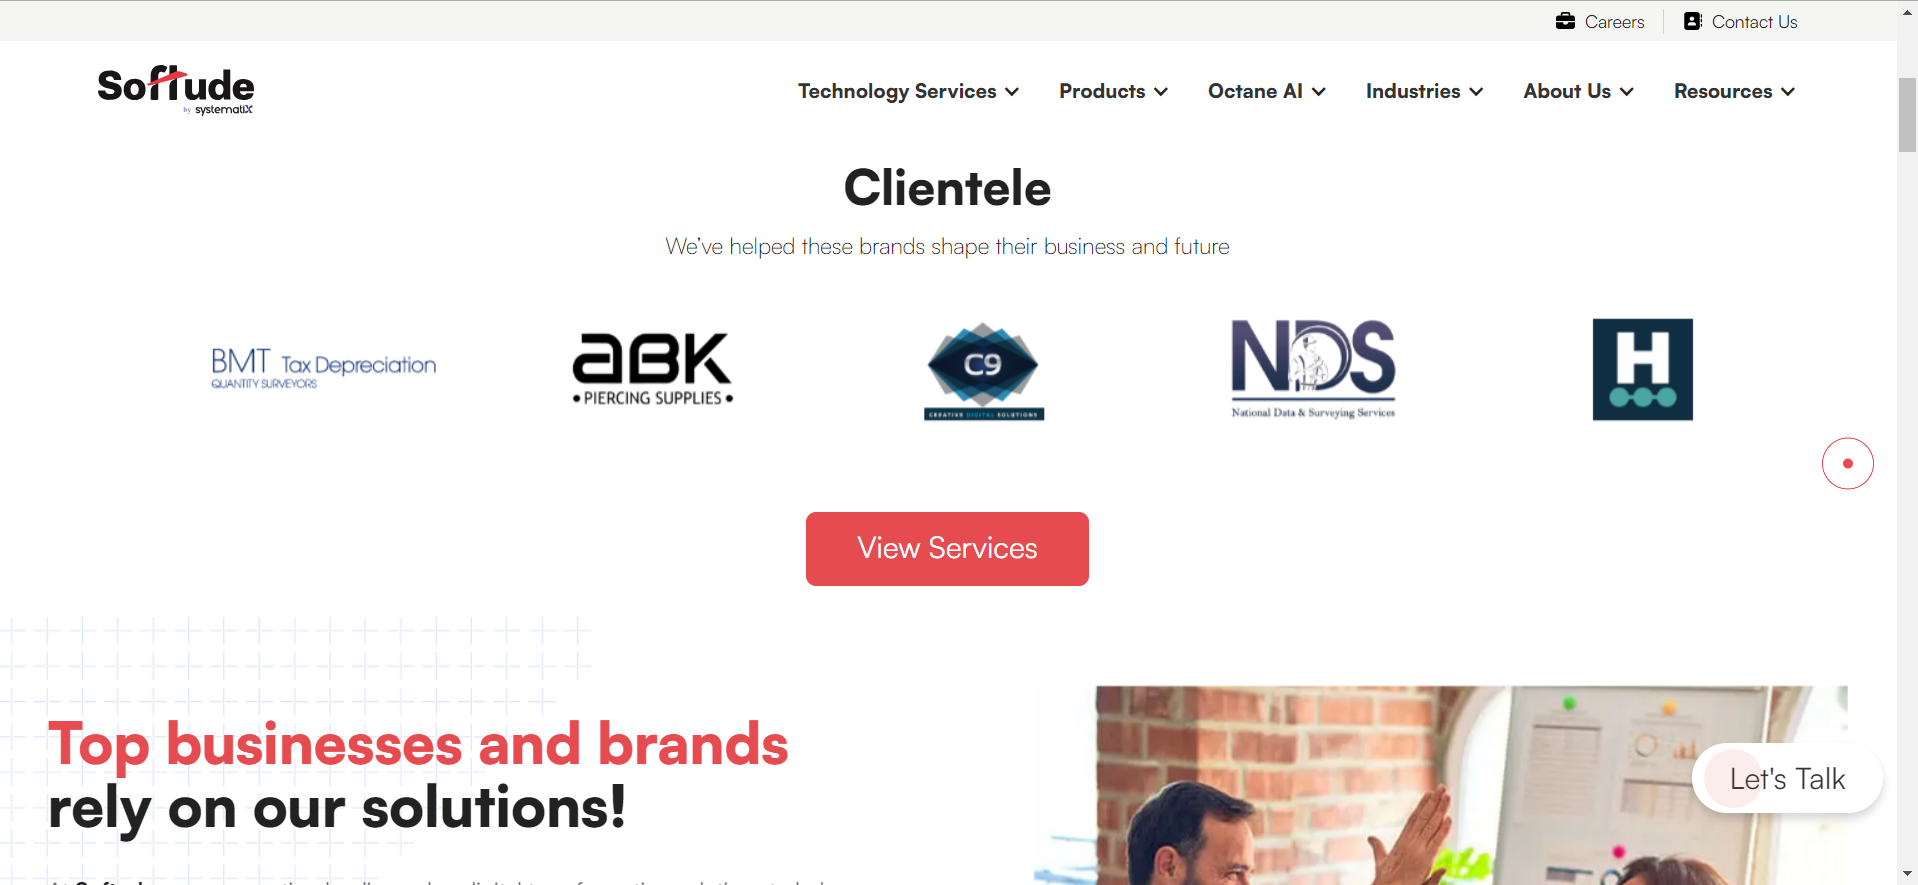 Careers
Contact Us
Softude
by systematiX
Technology Services
Products
Octane AI
Industries
About Us
Resources
Clientele
We've helped these brands shape their business and future
BMT Tax Depreciation
QUANTITY SURVEYORS
aBK
• PIERCING SUPPLIES •
C9
CREATIVE DIGITAL SOLUTIONS
NDS
National Data & Surveying Services
H
View Services
Top businesses and brands
rely on our solutions!
Let's Talk